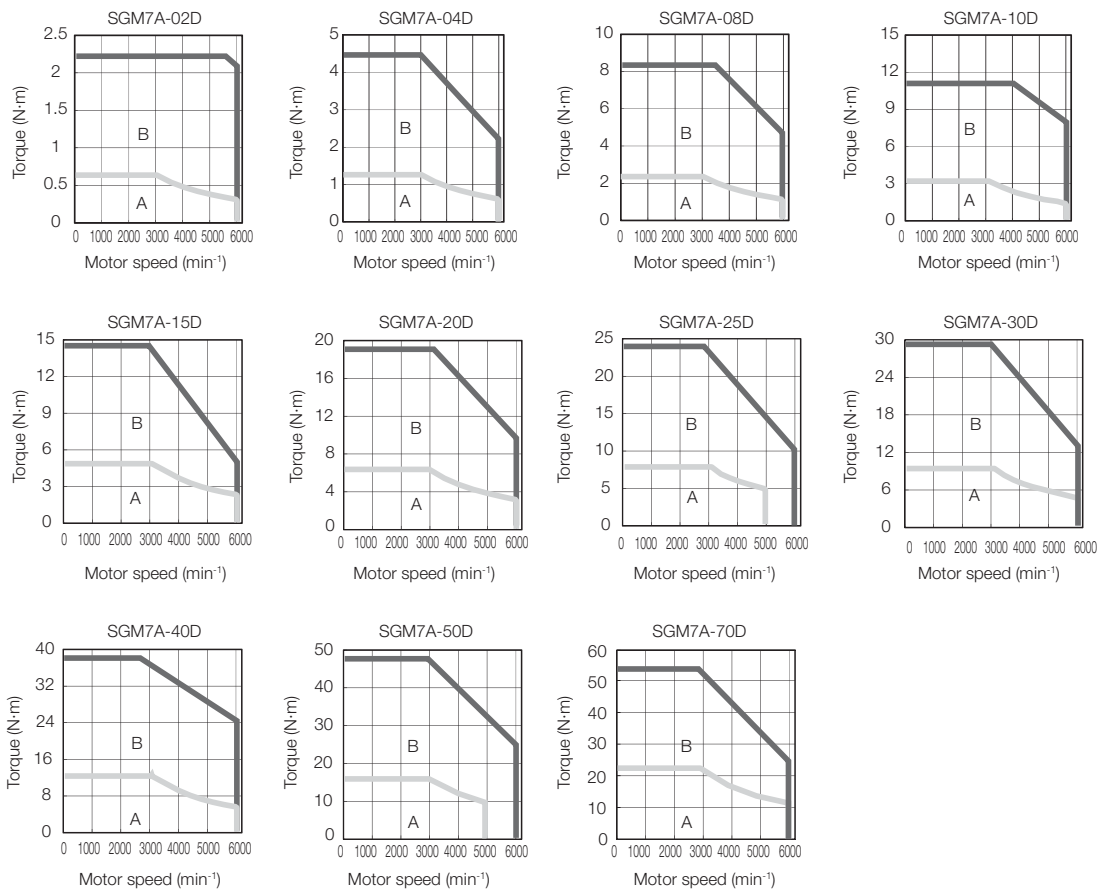 SGM7A-02D
2.5
2
1.5
1
0.5
0
Torque (N·m)
B
A
0 1000 2000 3000 4000 5000 6000
Motor speed (min-1)
SGM7A-04D
5
4
3
2
1
0
Torque (N·m)
B
A
0 1000 2000 3000 4000 5000 6000
Motor speed (min-1)
SGM7A-08D
10
8
6
4
2
0
Torque (N·m)
B
A
0 1000 2000 3000 4000 5000 6000
Motor speed (min-1)
SGM7A-10D
15
12
9
6
3
0
Torque (N·m)
B
A
0 1000 2000 3000 4000 5000 6000
Motor speed (min-1)
SGM7A-15D
15
12
9
6
3
0
Torque (N·m)
B
A
0 1000 2000 3000 4000 5000 6000
Motor speed (min-1)
SGM7A-20D
20
16
12
8
4
0
Torque (N·m)
B
A
0 1000 2000 3000 4000 5000 6000
Motor speed (min-1)
SGM7A-25D
25
20
15
10
5
0
Torque (N·m)
B
A
0 1000 2000 3000 4000 5000 6000
Motor speed (min-1)
SGM7A-30D
30
24
18
12
6
0
Torque (N·m)
B
A
0 1000 2000 3000 4000 5000 6000
Motor speed (min-1)
SGM7A-40D
40
32
24
16
8
0
Torque (N·m)
B
A
0 1000 2000 3000 4000 5000 6000
Motor speed (min-1)
SGM7A-50D
50
40
30
20
10
0
Torque (N·m)
B
A
0 1000 2000 3000 4000 5000 6000
Motor speed (min-1)
SGM7A-70D
60
50
40
30
20
10
0
Torque (N·m)
B
A
0 1000 2000 3000 4000 5000 6000
Motor speed (min-1)